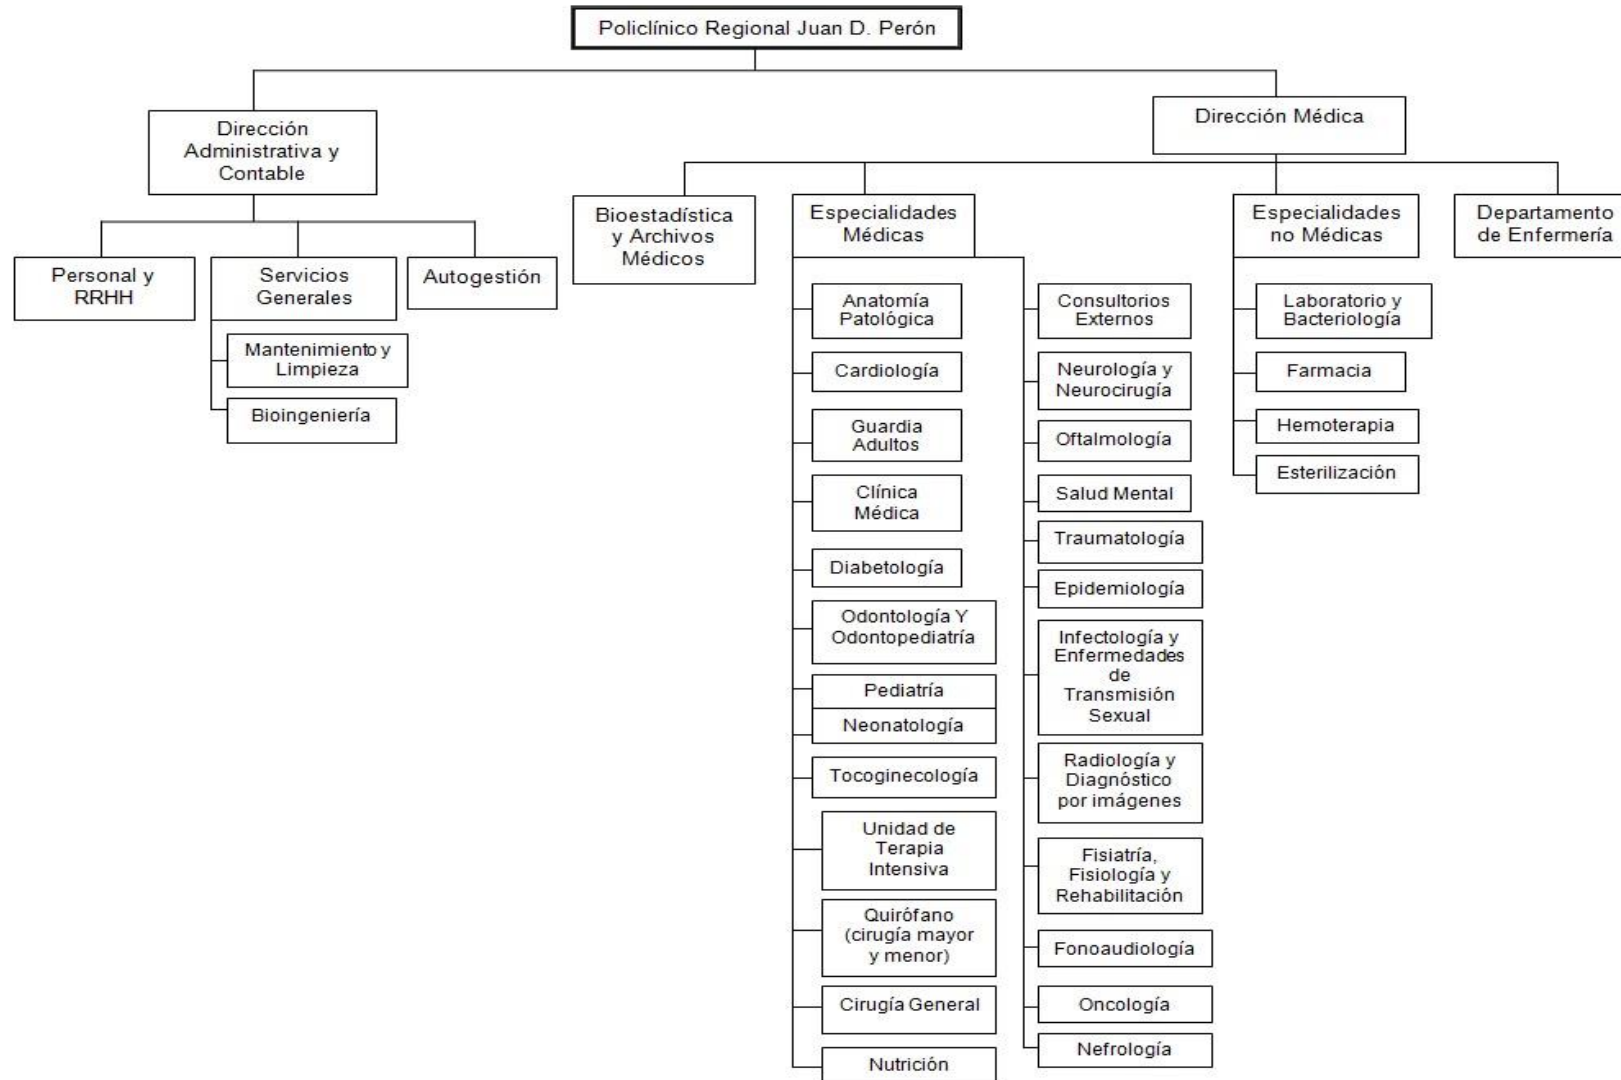 Policlínico Regional Juan D. Perón
Dirección
Administrativa y
Contable
Dirección Médica
Personal y
RRHH
Servicios
Generales
Autogestión
Mantenimiento y
Limpieza
Bioingeniería
Bioestadística
y Archivos
Médicos
Especialidades
Médicas
Especialidades
no Médicas
Departamento
de Enfermería
Anatomía
Patológica
Cardiología
Guardia
Adultos
Clínica
Médica
Diabetología
Odontología Y
Odontopediatría
Pediatría
Neonatología
Tocoginecología
Unidad de
Terapia
Intensiva
Quirófano
(cirugía mayor
y menor)
Cirugía General
Nutrición
Consultorios
Externos
Neurología y
Neurocirugía
Oftalmología
Salud Mental
Traumatología
Epidemiología
Infectología y
Enfermedades
de
Transmisión
Sexual
Radiología y
Diagnóstico
por imágenes
Fisiatría,
Fisiología y
Rehabilitación
Fonoaudiología
Oncología
Nefrología
Laboratorio y
Bacteriología
Farmacia
Hemoterapia
Esterilización